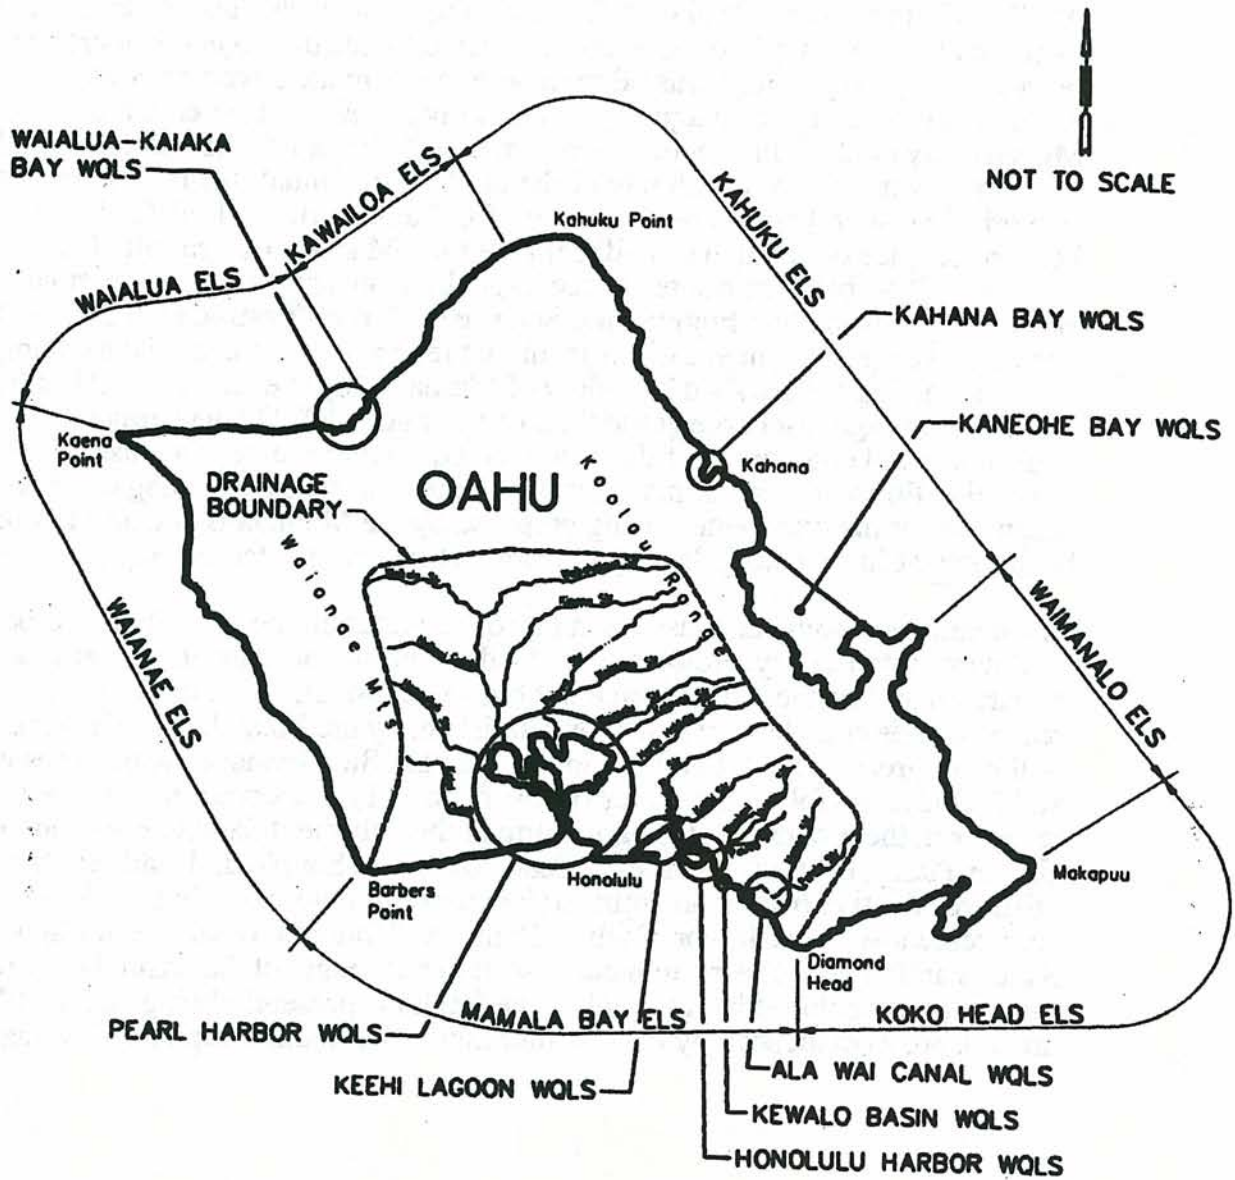 WAIALUA-KAIAKA
BAY WQLS
KAWAILOA ELS
NOT TO SCALE
KAHUKU ELS
Kahuku Point
WAIALUA ELS
KAHANA BAY WQLS
KANEOHE BAY WQLS
Kaena
Point
Kahana
DRAINAGE
BOUNDARY
OAHU
Koolau Range
Waianae Mts
WAIANAE ELS
WAIMANALO ELS
Barbers
Point
Honolulu
Makapuu
Diamond
Head
MAMALA BAY ELS
KOKO HEAD ELS
PEARL HARBOR WQLS
KEEHI LAGOON WQLS
ALA WAI CANAL WQLS
KEWALO BASIN WQLS
HONOLULU HARBOR WQLS